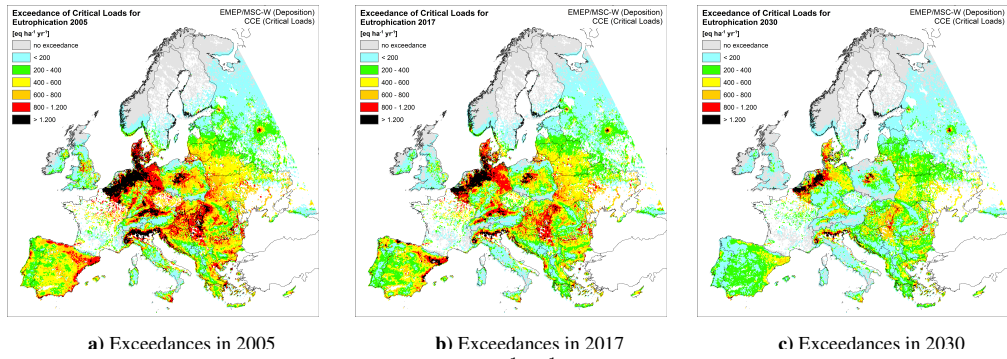 Exceedance of Critical Loads for
Eutrophication 2005
EMEP/MSC-W (Deposition)
CCE (Critical Loads)
[eq ha⁻¹ yr⁻¹]
no exceedance
< 200
200 - 400
400 - 600
600 - 800
800 - 1.200
> 1.200
a) Exceedances in 2005
Exceedance of Critical Loads for
Eutrophication 2017
EMEP/MSC-W (Deposition)
CCE (Critical Loads)
[eq ha⁻¹ yr⁻¹]
no exceedance
< 200
200 - 400
400 - 600
600 - 800
800 - 1.200
> 1.200
b) Exceedances in 2017
Exceedance of Critical Loads for
Eutrophication 2030
EMEP/MSC-W (Deposition)
CCE (Critical Loads)
[eq ha⁻¹ yr⁻¹]
no exceedance
< 200
200 - 400
400 - 600
600 - 800
800 - 1.200
> 1.200
c) Exceedances in 2030